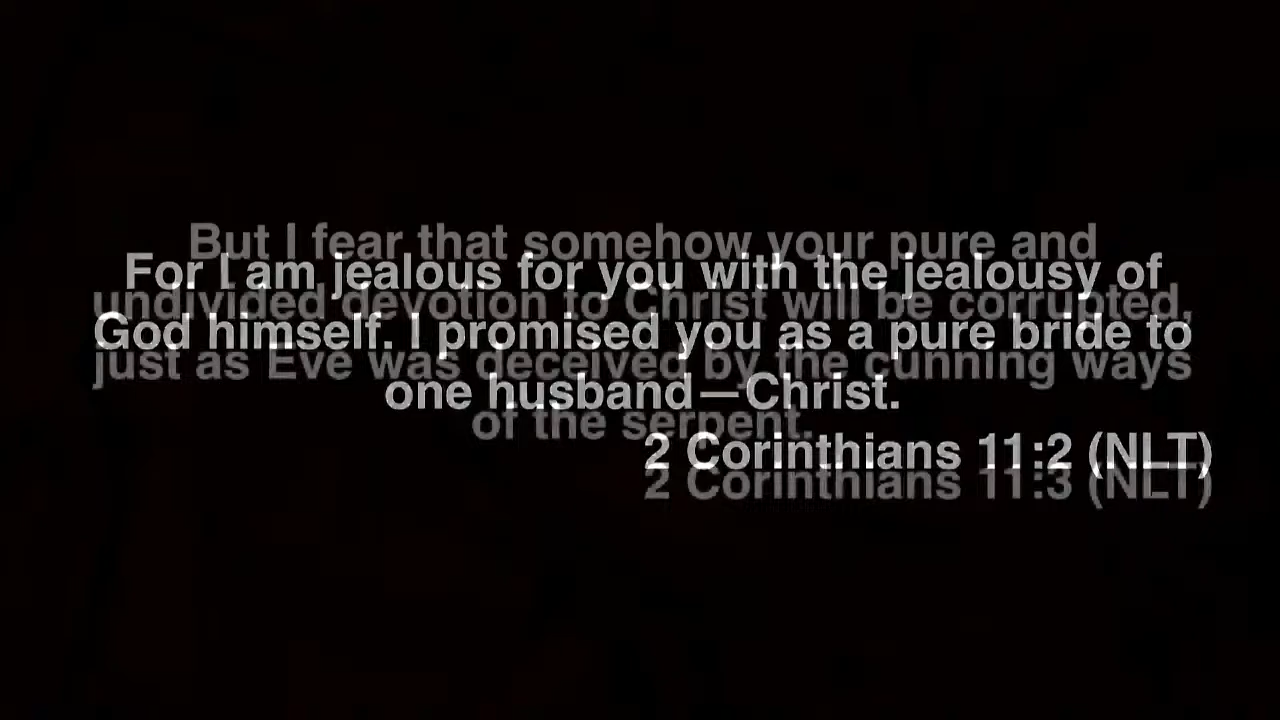 For I am jealous for you with the jealousy of
God himself. I promised you as a pure bride to
one husband—Christ.
2 Corinthians 11:2 (NLT)
But I fear that somehow your pure and
undivided devotion to Christ will be corrupted,
just as Eve was deceived by the cunning ways
of the serpent.
2 Corinthians 11:3 (NLT)